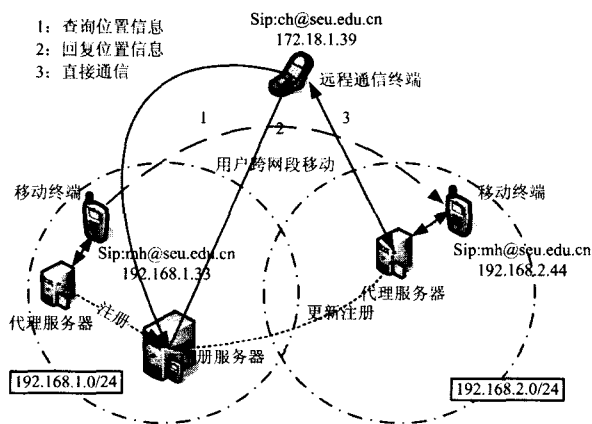 Sip:ch@seu.edu.cn
172.18.1.39
1：查询位置信息
2：回复位置信息
3：直接通信
远程通信终端
1
2
3
用户跨网段移动
移动终端
移动终端
Sip:mh@seu.edu.cn
192.168.1.33
Sip:mh@seu.edu.cn
192.168.2.44
代理服务器
代理服务器
注册
更新注册
册服务器
192.168.1.0/24
192.168.2.0/24